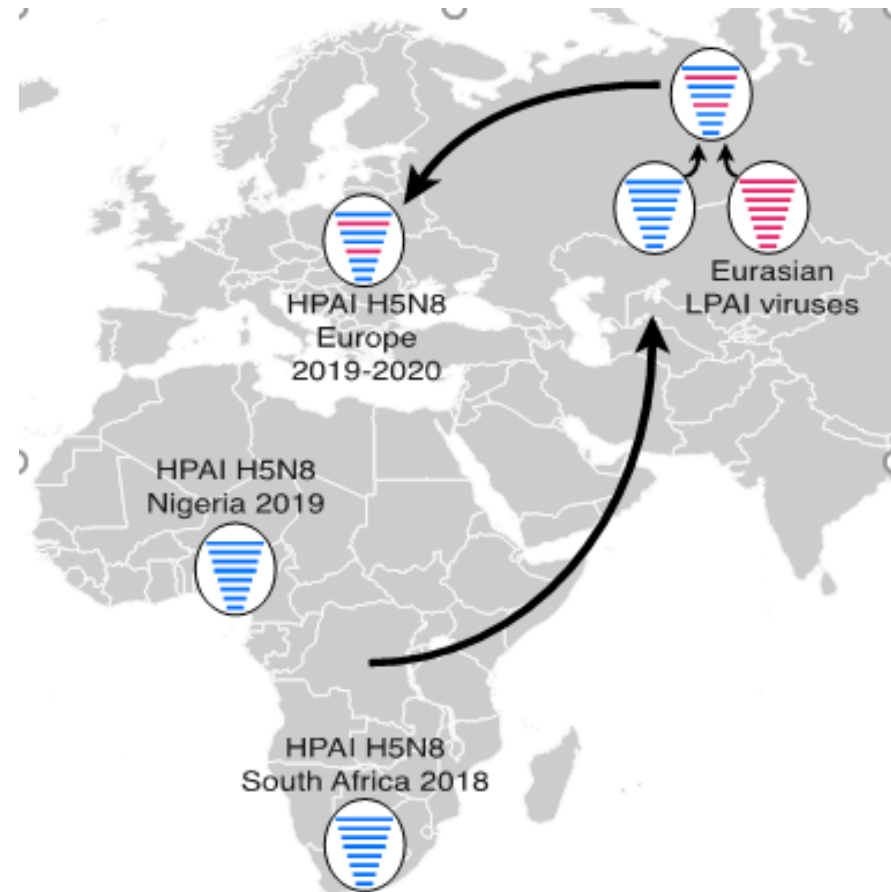 Eurasian
LPAI viruses
HPAI H5N8
Europe
2019-2020
HPAI H5N8
Nigeria 2019
HPAI H5N8
South Africa 2018